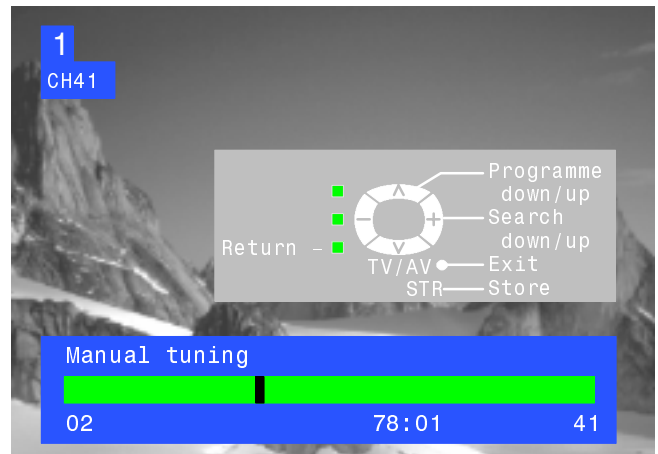 1
CH41
Programme
down/up
Search
down/up
Return –
TV/AV Exit
STR Store
Manual tuning
02 78:01 41